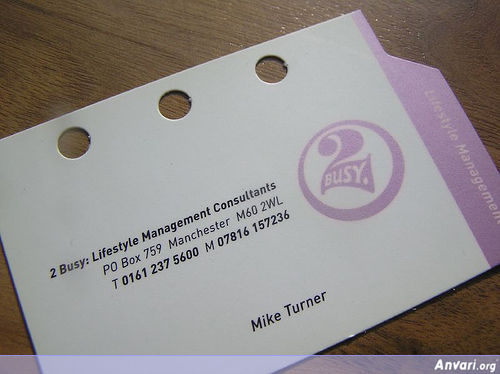 2
BUSY.
Lifestyle Management
2 Busy: Lifestyle Management Consultants
PO Box 759 Manchester M60 2WL
T 0161 237 5600 M 07816 157236
Mike Turner
Anvari.org